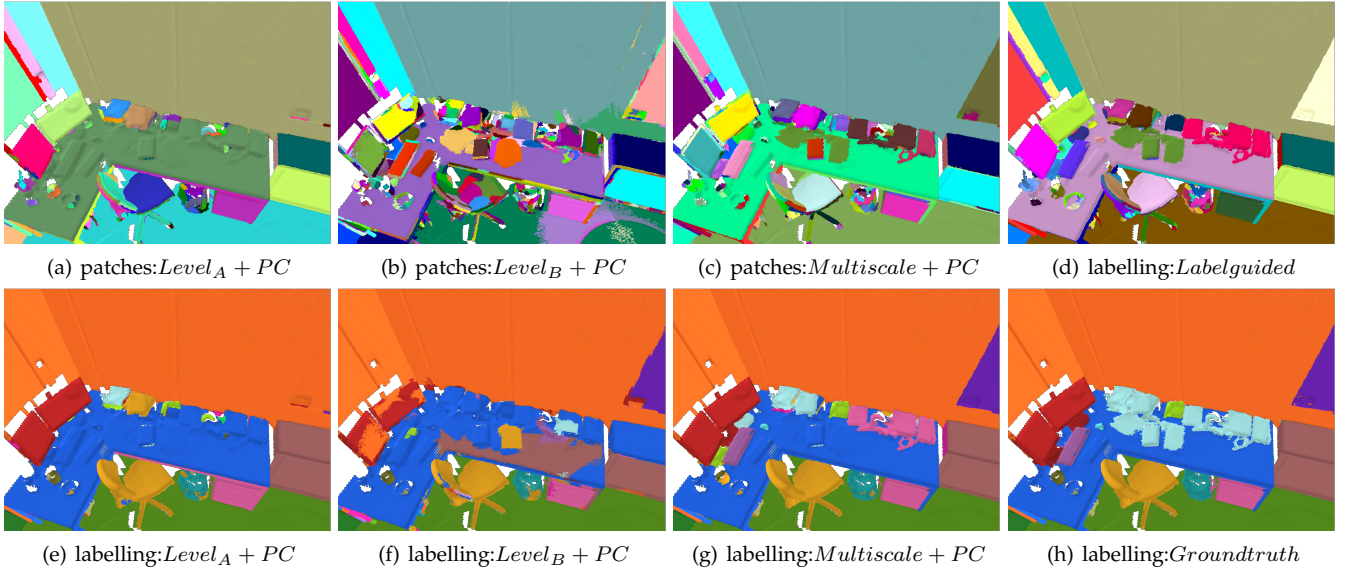 (a) patches:Level_A + PC
(b) patches:Level_B + PC
(c) patches:Multiscale + PC
(d) labelling:Labelguided
(e) labelling:Level_A + PC
(f) labelling:Level_B + PC
(g) labelling:Multiscale + PC
(h) labelling:Groundtruth